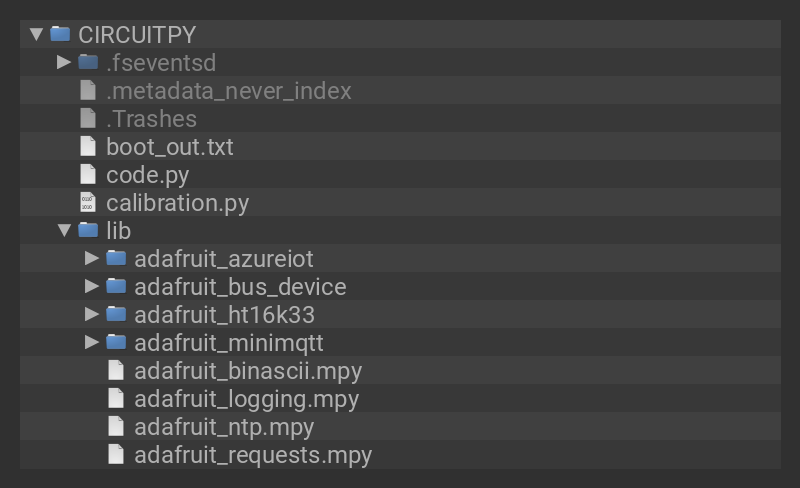 CIRCUITPY
.fseventsd
.metadata_never_index
.Trashes
boot_out.txt
code.py
calibration.py
lib
adafruit_azureiot
adafruit_bus_device
adafruit_ht16k33
adafruit_minimqtt
adafruit_binascii.mpy
adafruit_logging.mpy
adafruit_ntp.mpy
adafruit_requests.mpy